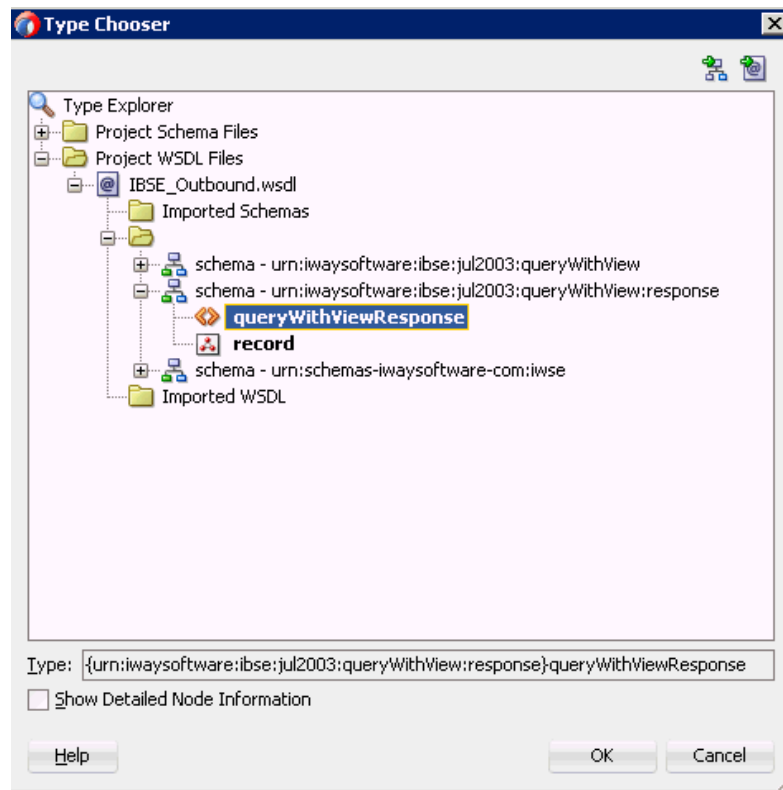 Type Chooser
Type Explorer
Project Schema Files
Project WSDL Files
IBSE_Outbound.wsdl
Imported Schemas
schema - urn:iwaysoftware:ibse:jul2003:queryWithView
schema - urn:iwaysoftware:ibse:jul2003:queryWithView:response
queryWithViewResponse
record
schema - urn:schemas-iwaysoftware-com:iwse
Imported WSDL
Type: {urn:iwaysoftware:ibse:jul2003:queryWithView:response}queryWithViewResponse
Show Detailed Node Information
Help OK Cancel